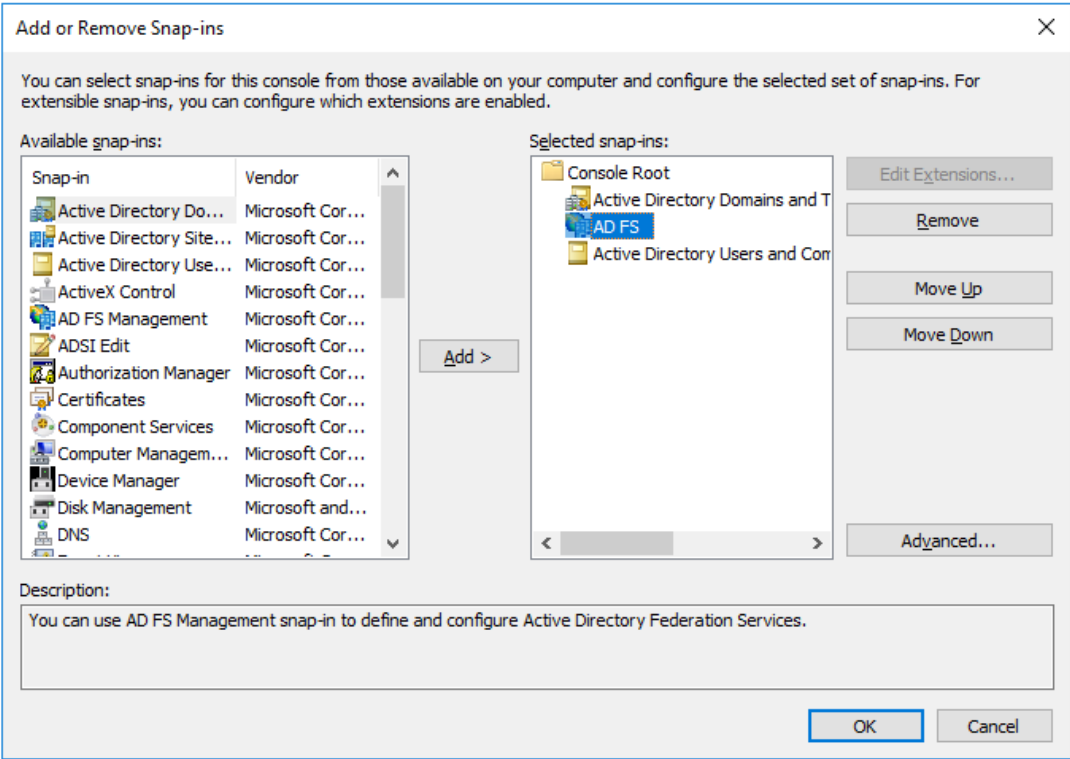 Add or Remove Snap-ins
You can select snap-ins for this console from those available on your computer and configure the selected set of snap-ins. For
extensible snap-ins, you can configure which extensions are enabled.
Available snap-ins:
Snap-in Vendor
Active Directory Do... Microsoft Cor...
Active Directory Site... Microsoft Cor...
Active Directory Use... Microsoft Cor...
ActiveX Control Microsoft Cor...
AD FS Management Microsoft Cor...
ADSI Edit Microsoft Cor...
Authorization Manager Microsoft Cor...
Certificates Microsoft Cor...
Component Services Microsoft Cor...
Computer Managem... Microsoft Cor...
Device Manager Microsoft Cor...
Disk Management Microsoft and...
DNS Microsoft Cor...
Add >
Selected snap-ins:
Console Root
Active Directory Domains and T
AD FS
Active Directory Users and Com
Edit Extensions...
Remove
Move Up
Move Down
Advanced...
Description:
You can use AD FS Management snap-in to define and configure Active Directory Federation Services.
OK
Cancel